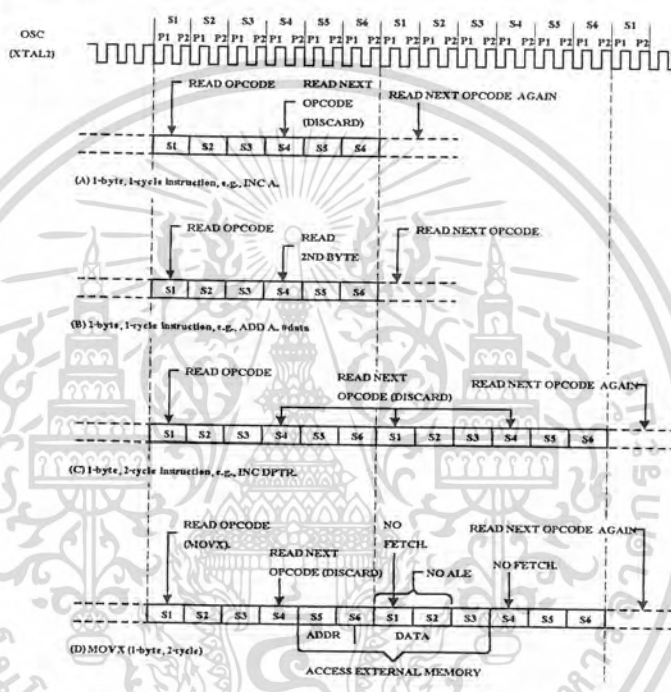 S1 S2 S3 S4 S5 S6 S1 S2 S3 S4 S5 S6 S1
OSC
(XTAL2)
P1 P2 P1 P2 P1 P2 P1 P2 P1 P2 P1 P2 P1 P2 P1 P2 P1 P2 P1 P2 P1 P2 P1 P2 P1 P2
READ OPCODE READ NEXT
OPCODE
(DISCARD)
READ NEXT OPCODE AGAIN
S1 S2 S3 S4 S5 S6
(A) 1-byte, 1-cycle instruction, e.g., INC A.
READ OPCODE
READ
2ND BYTE
READ NEXT OPCODE
S1 S2 S3 S4 S5 S6
(B) 2-byte, 1-cycle instruction, e.g., ADD A, #data
READ OPCODE
READ NEXT
OPCODE (DISCARD)
READ NEXT OPCODE AGAIN
S1 S2 S3 S4 S5 S6 S1 S2 S3 S4 S5 S6
(C) 1-byte, 2-cycle instruction, e.g., INC DPTR.
READ OPCODE
(MOVX).
READ NEXT
OPCODE (DISCARD)
NO
FETCH.
NO ALE
NO FETCH.
READ NEXT OPCODE AGAIN
S1 S2 S3 S4 S5 S6 S1 S2 S3 S4 S5 S6
ADDR DATA
(D) MOVX (1-byte, 2-cycle)
ACCESS EXTERNAL MEMORY